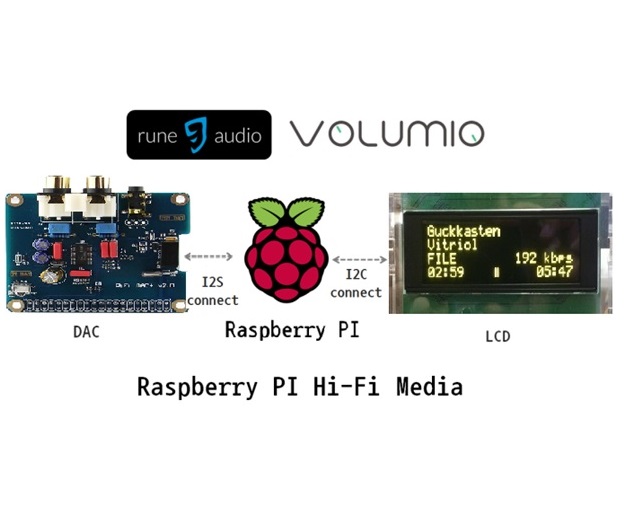 rune audio VOLUMIO
Guckkasten
Vitriol
FILE 192 kbps
02:59 II 05:47
I2S
connect
I2C
connect
DAC
Raspberry PI
LCD
Raspberry PI Hi-Fi Media